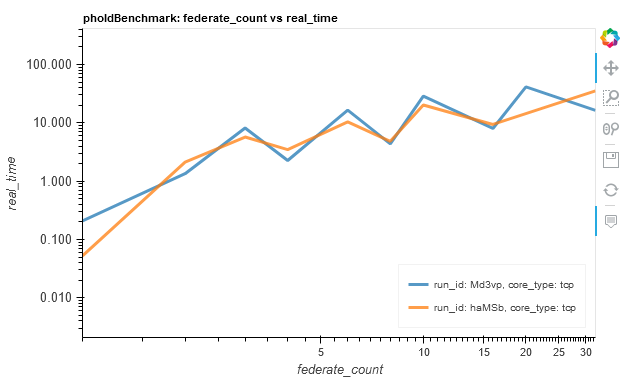 pholdBenchmark: federate_count vs real_time
100.000
10.000
1.000
0.100
0.010
real_time
5
10
15
20
25
30
federate_count
run_id: Md3vp, core_type: tcp
run_id: haMSb, core_type: tcp